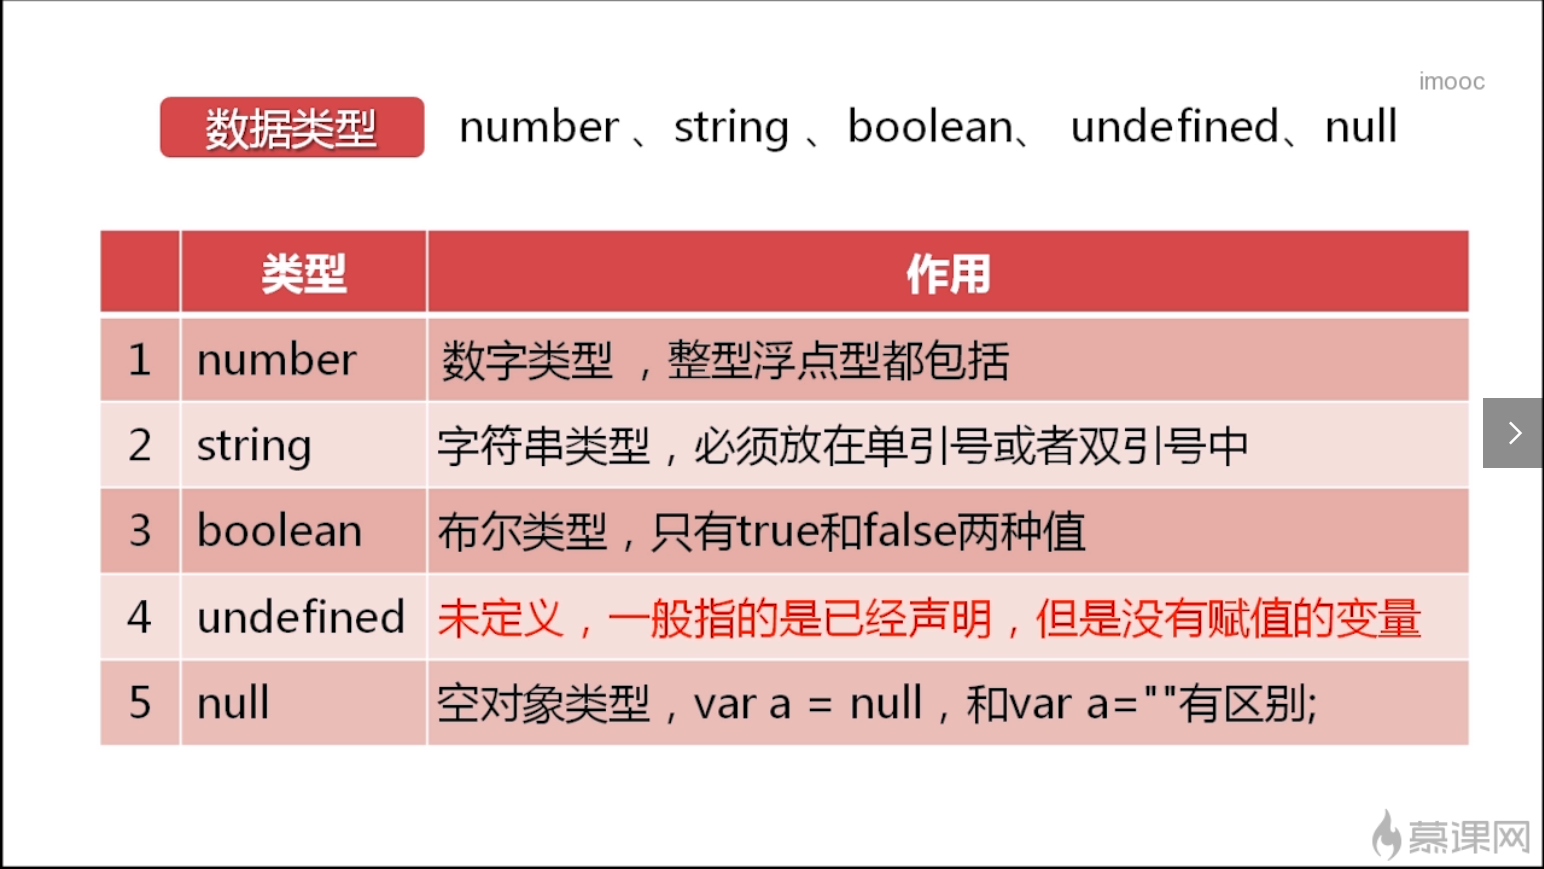 imooc
数据类型 number 、string 、boolean、 undefined、null
类型 作用
1 number 数字类型 ，整型浮点型都包括
2 string 字符串类型，必须放在单引号或者双引号中
3 boolean 布尔类型，只有true和false两种值
4 undefined 未定义，一般指的是已经声明，但是没有赋值的变量
5 null 空对象类型，var a = null，和var a=""有区别;
慕课网